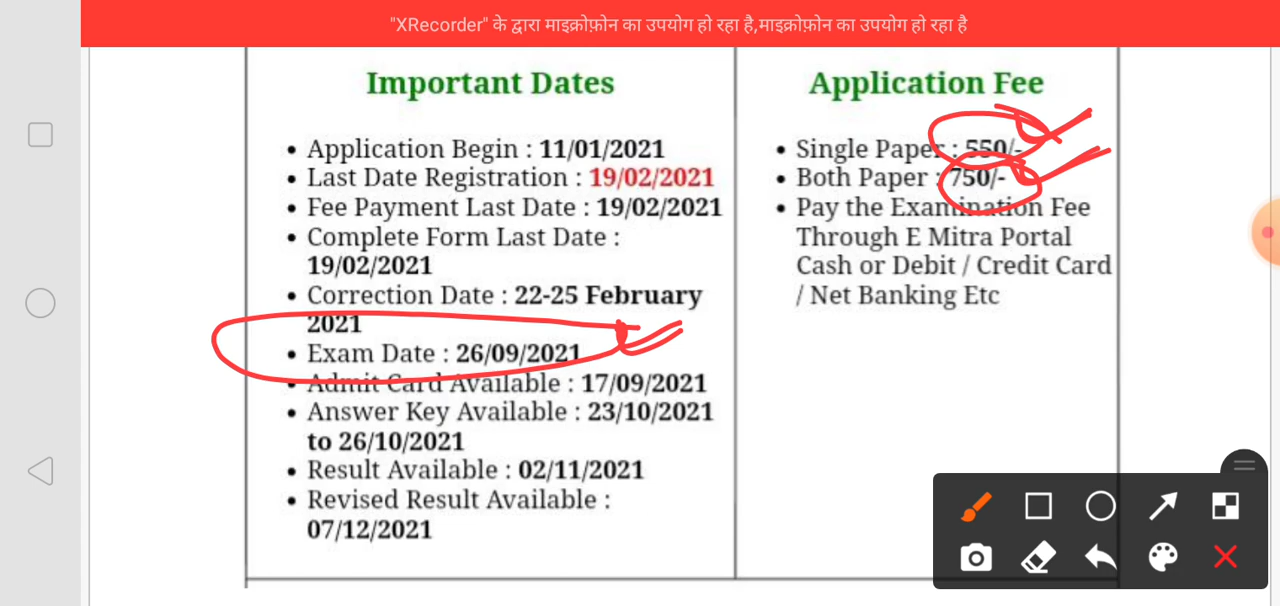 "XRecorder" के द्वारा माइक्रोफ़ोन का उपयोग हो रहा है,माइक्रोफ़ोन का उपयोग हो रहा है
Important Dates
Application Begin : 11/01/2021
Last Date Registration : 19/02/2021
Fee Payment Last Date : 19/02/2021
Complete Form Last Date :
19/02/2021
Correction Date : 22-25 February
2021
Exam Date : 26/09/2021
Admit Card Available : 17/09/2021
Answer Key Available : 23/10/2021
to 26/10/2021
Result Available : 02/11/2021
Revised Result Available :
07/12/2021
Application Fee
Single Paper : 550/-
Both Paper : 750/-
Pay the Examination Fee
Through E Mitra Portal
Cash or Debit / Credit Card
/ Net Banking Etc